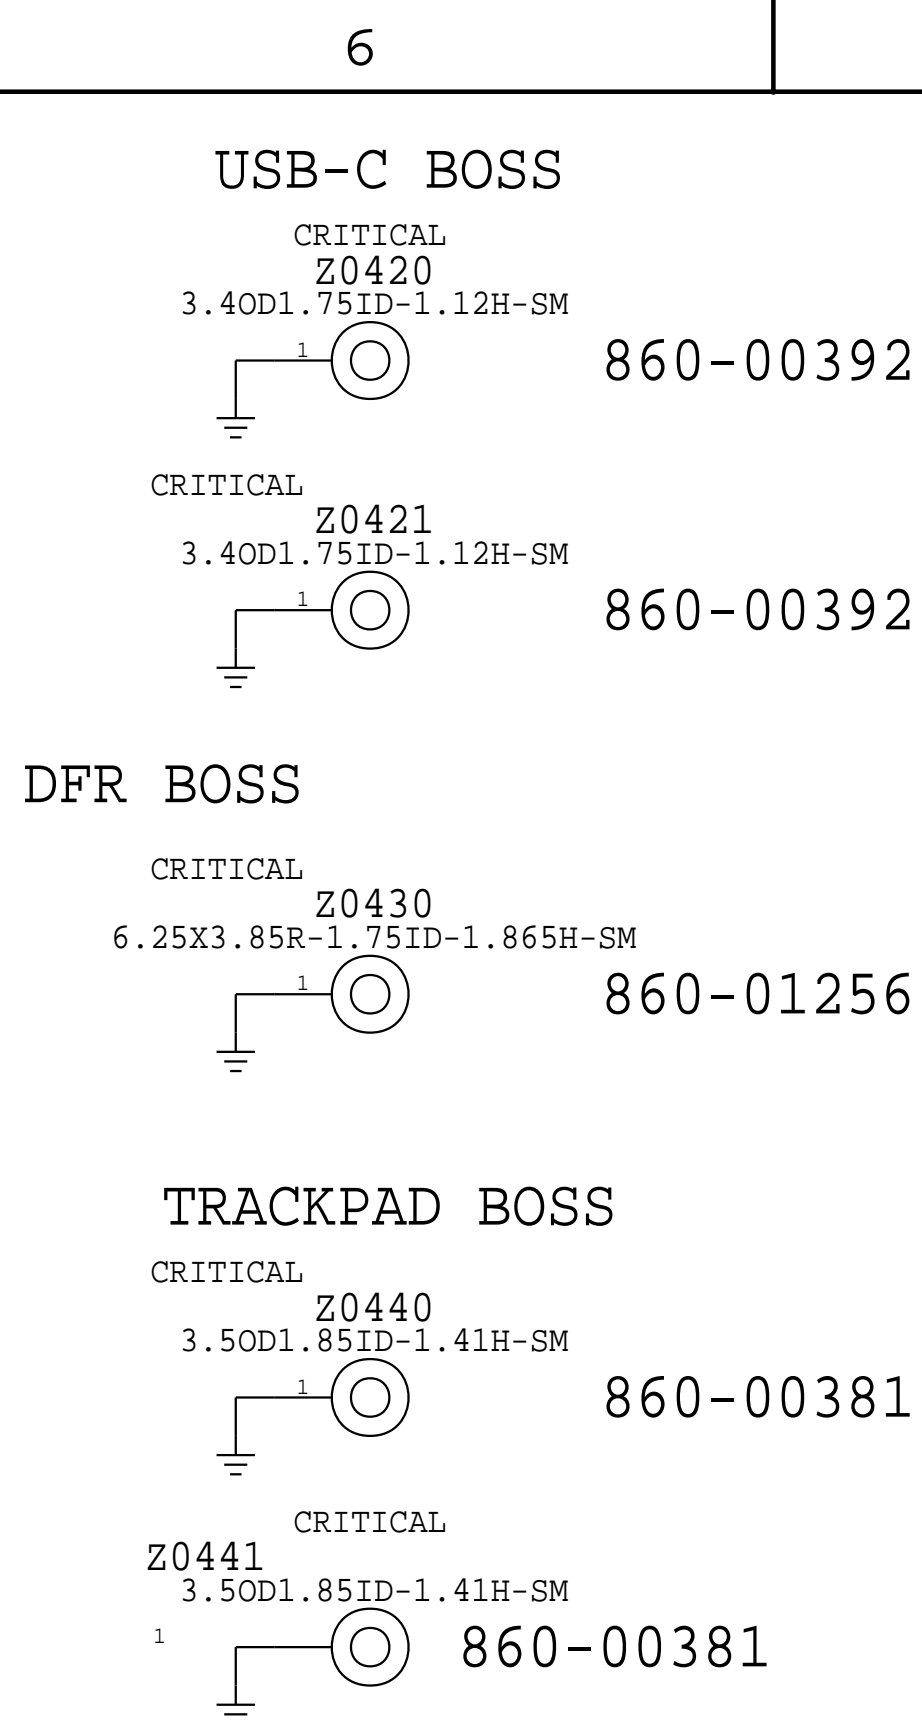 6
USB-C BOSS
CRITICAL
Z0420
3.4OD1.75ID-1.12H-SM
1
860-00392
CRITICAL
Z0421
3.4OD1.75ID-1.12H-SM
1
860-00392
DFR BOSS
CRITICAL
Z0430
6.25X3.85R-1.75ID-1.865H-SM
1
860-01256
TRACKPAD BOSS
CRITICAL
Z0440
3.5OD1.85ID-1.41H-SM
1
860-00381
CRITICAL
Z0441
3.5OD1.85ID-1.41H-SM
1
860-00381